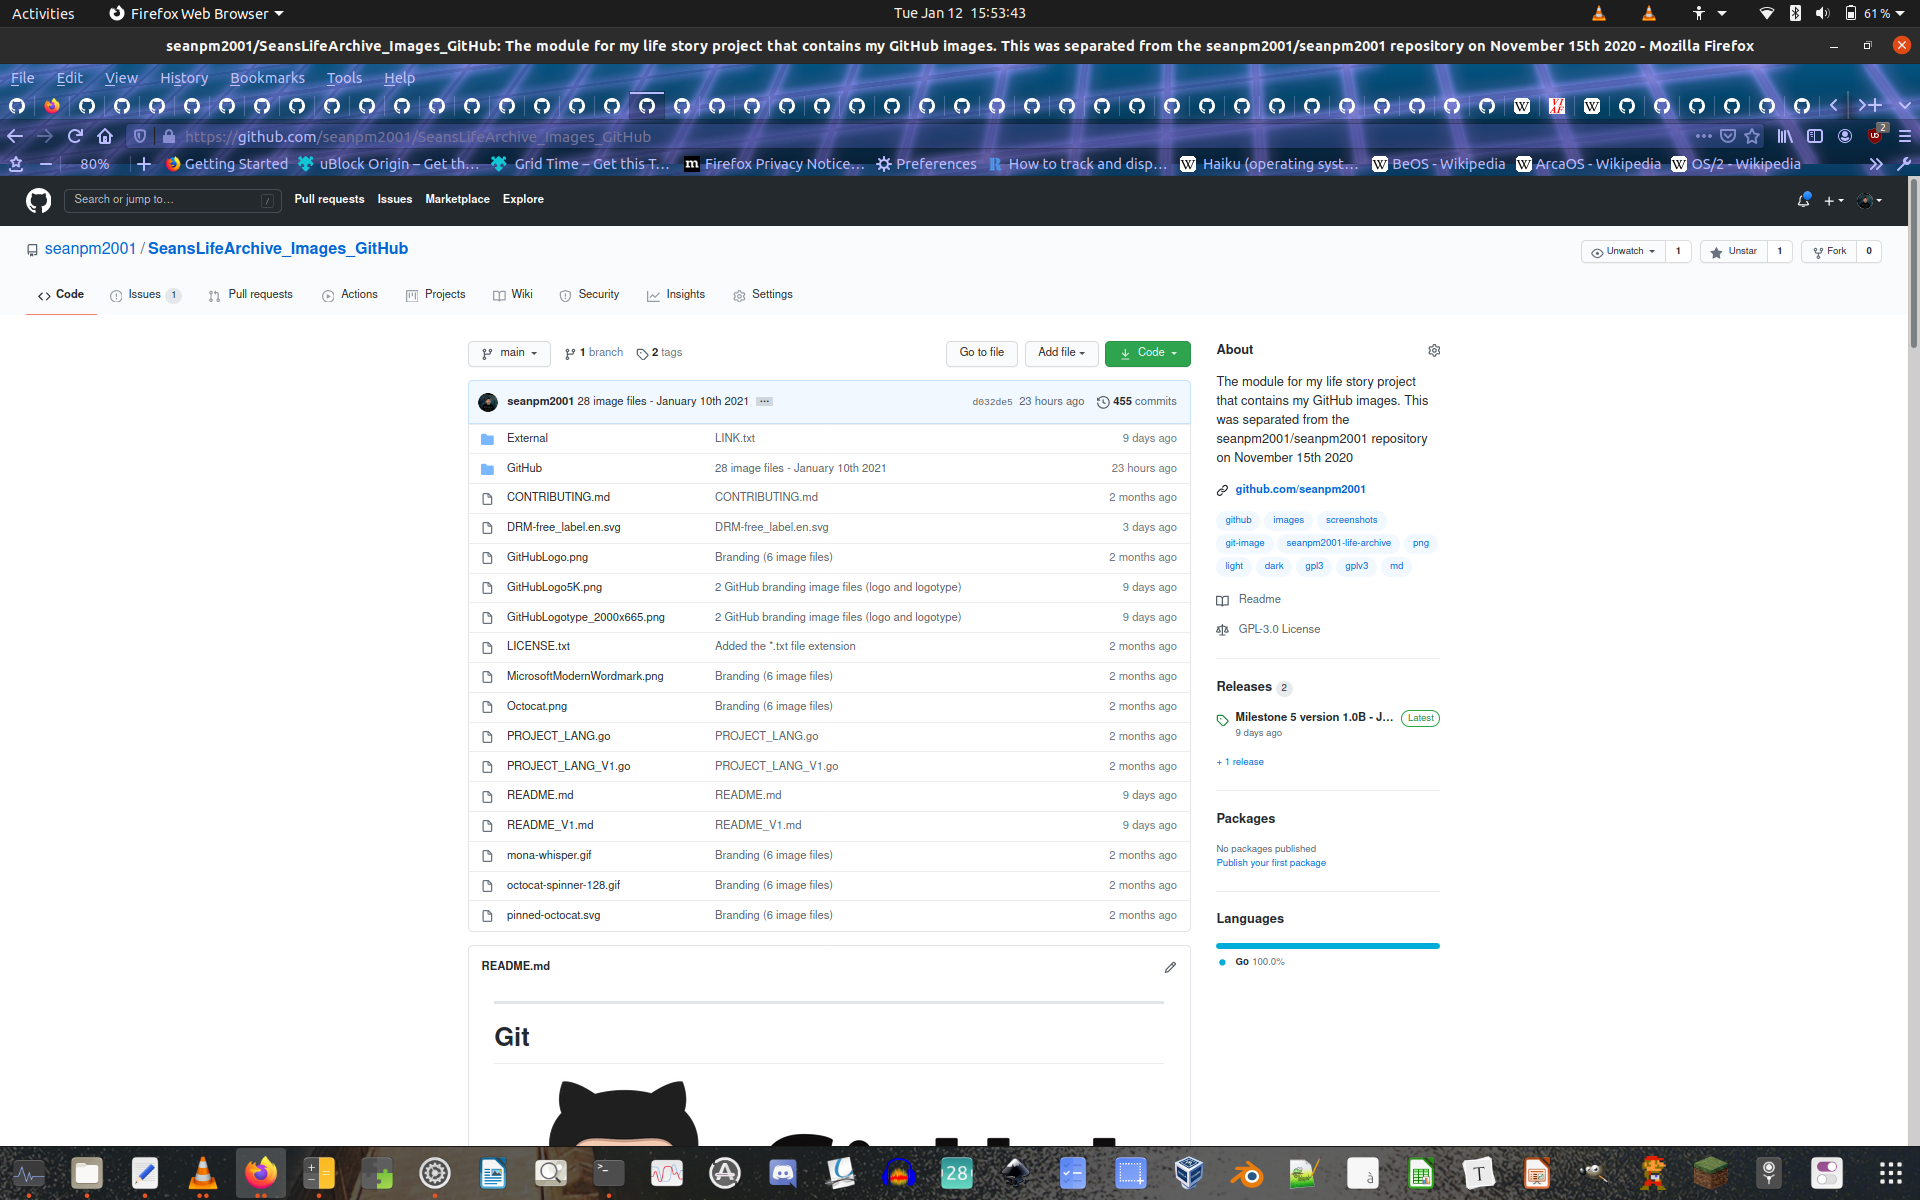 Activities Firefox Web Browser Tue Jan 12 15:53:43 61 %
seanpm2001/SeansLifeArchive_Images_GitHub: The module for my life story project that contains my GitHub images. This was separated from the seanpm2001/seanpm2001 repository on November 15th 2020 - Mozilla Firefox
File Edit View History Bookmarks Tools Help
https://github.com/seanpm2001/SeansLifeArchive_Images_GitHub 2
80% Getting Started uBlock Origin – Get th… Grid Time – Get this T… Firefox Privacy Notice… Preferences How to track and disp… Haiku (operating syst… BeOS - Wikipedia ArcaOS - Wikipedia OS/2 - Wikipedia
Search or jump to… / Pull requests Issues Marketplace Explore
seanpm2001 / SeansLifeArchive_Images_GitHub Unwatch 1 Unstar 1 Fork 0
Code Issues 1 Pull requests Actions Projects Wiki Security Insights Settings
main 1 branch 2 tags Go to file Add file Code
seanpm2001 28 image files - January 10th 2021 ... d032de5 23 hours ago 455 commits
External LINK.txt 9 days ago
GitHub 28 image files - January 10th 2021 23 hours ago
CONTRIBUTING.md CONTRIBUTING.md 2 months ago
DRM-free_label.en.svg DRM-free_label.en.svg 3 days ago
GitHubLogo.png Branding (6 image files) 2 months ago
GitHubLogo5K.png 2 GitHub branding image files (logo and logotype) 9 days ago
GitHubLogotype_2000x665.png 2 GitHub branding image files (logo and logotype) 9 days ago
LICENSE.txt Added the *.txt file extension 2 months ago
MicrosoftModernWordmark.png Branding (6 image files) 2 months ago
Octocat.png Branding (6 image files) 2 months ago
PROJECT_LANG.go PROJECT_LANG.go 2 months ago
PROJECT_LANG_V1.go PROJECT_LANG_V1.go 2 months ago
README.md README.md 9 days ago
README_V1.md README_V1.md 9 days ago
mona-whisper.gif Branding (6 image files) 2 months ago
octocat-spinner-128.gif Branding (6 image files) 2 months ago
pinned-octocat.svg Branding (6 image files) 2 months ago
README.md
Git
About
The module for my life story project
that contains my GitHub images. This
was separated from the
seanpm2001/seanpm2001 repository
on November 15th 2020
github.com/seanpm2001
github images screenshots
git-image seanpm2001-life-archive png
light dark gpl3 gplv3 md
Readme
GPL-3.0 License
Releases 2
Milestone 5 version 1.0B - J... Latest
9 days ago
+ 1 release
Packages
No packages published
Publish your first package
Languages
Go 100.0%
28